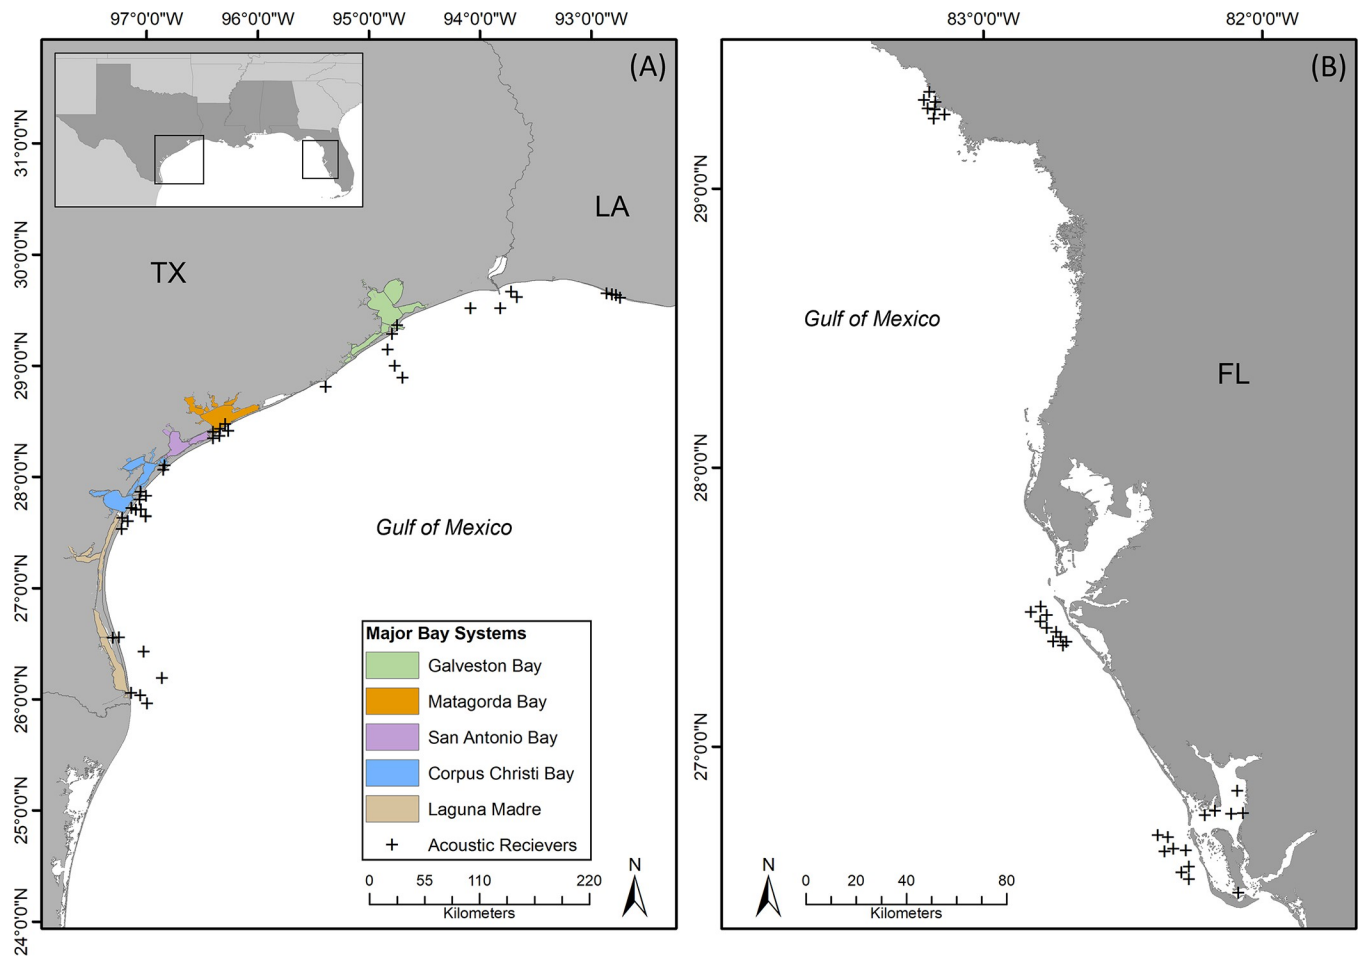 97°0'0"W 96°0'0"W 95°0'0"W 94°0'0"W 93°0'0"W
83°0'0"W 82°0'0"W
(A)
(B)
31°0'0"N
30°0'0"N
29°0'0"N
28°0'0"N
27°0'0"N
26°0'0"N
25°0'0"N
24°0'0"N
LA
TX
Gulf of Mexico
Major Bay Systems
Galveston Bay
Matagorda Bay
San Antonio Bay
Corpus Christi Bay
Laguna Madre
Acoustic Recievers
0 55 110 220
Kilometers
N
29°0'0"N
28°0'0"N
27°0'0"N
Gulf of Mexico
FL
N
0 20 40 80
Kilometers